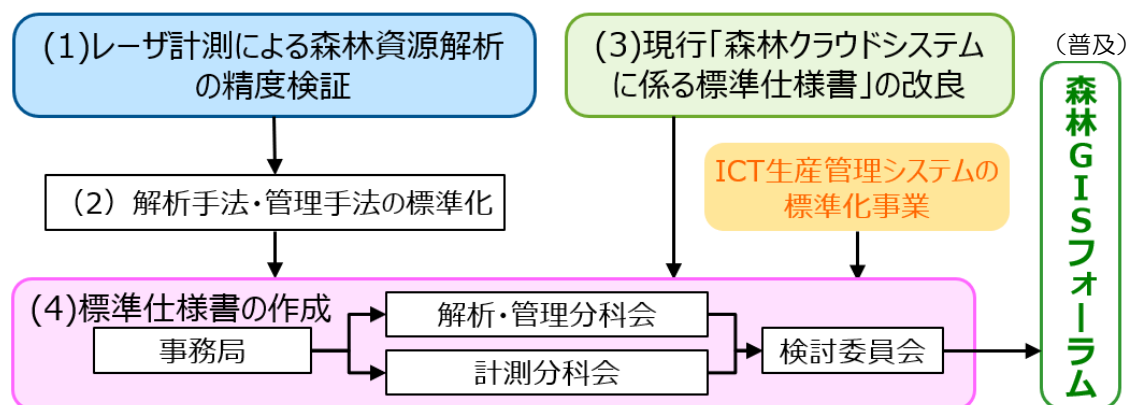 (1)レーザ計測による森林資源解析
の精度検証
(3)現行「森林クラウドシステム
に係る標準仕様書」の改良
（普及）
森林GISフォーラム
ICT生産管理システムの
標準化事業
（2）解析手法・管理手法の標準化
(4)標準仕様書の作成
解析・管理分科会
事務局
検討委員会
計測分科会